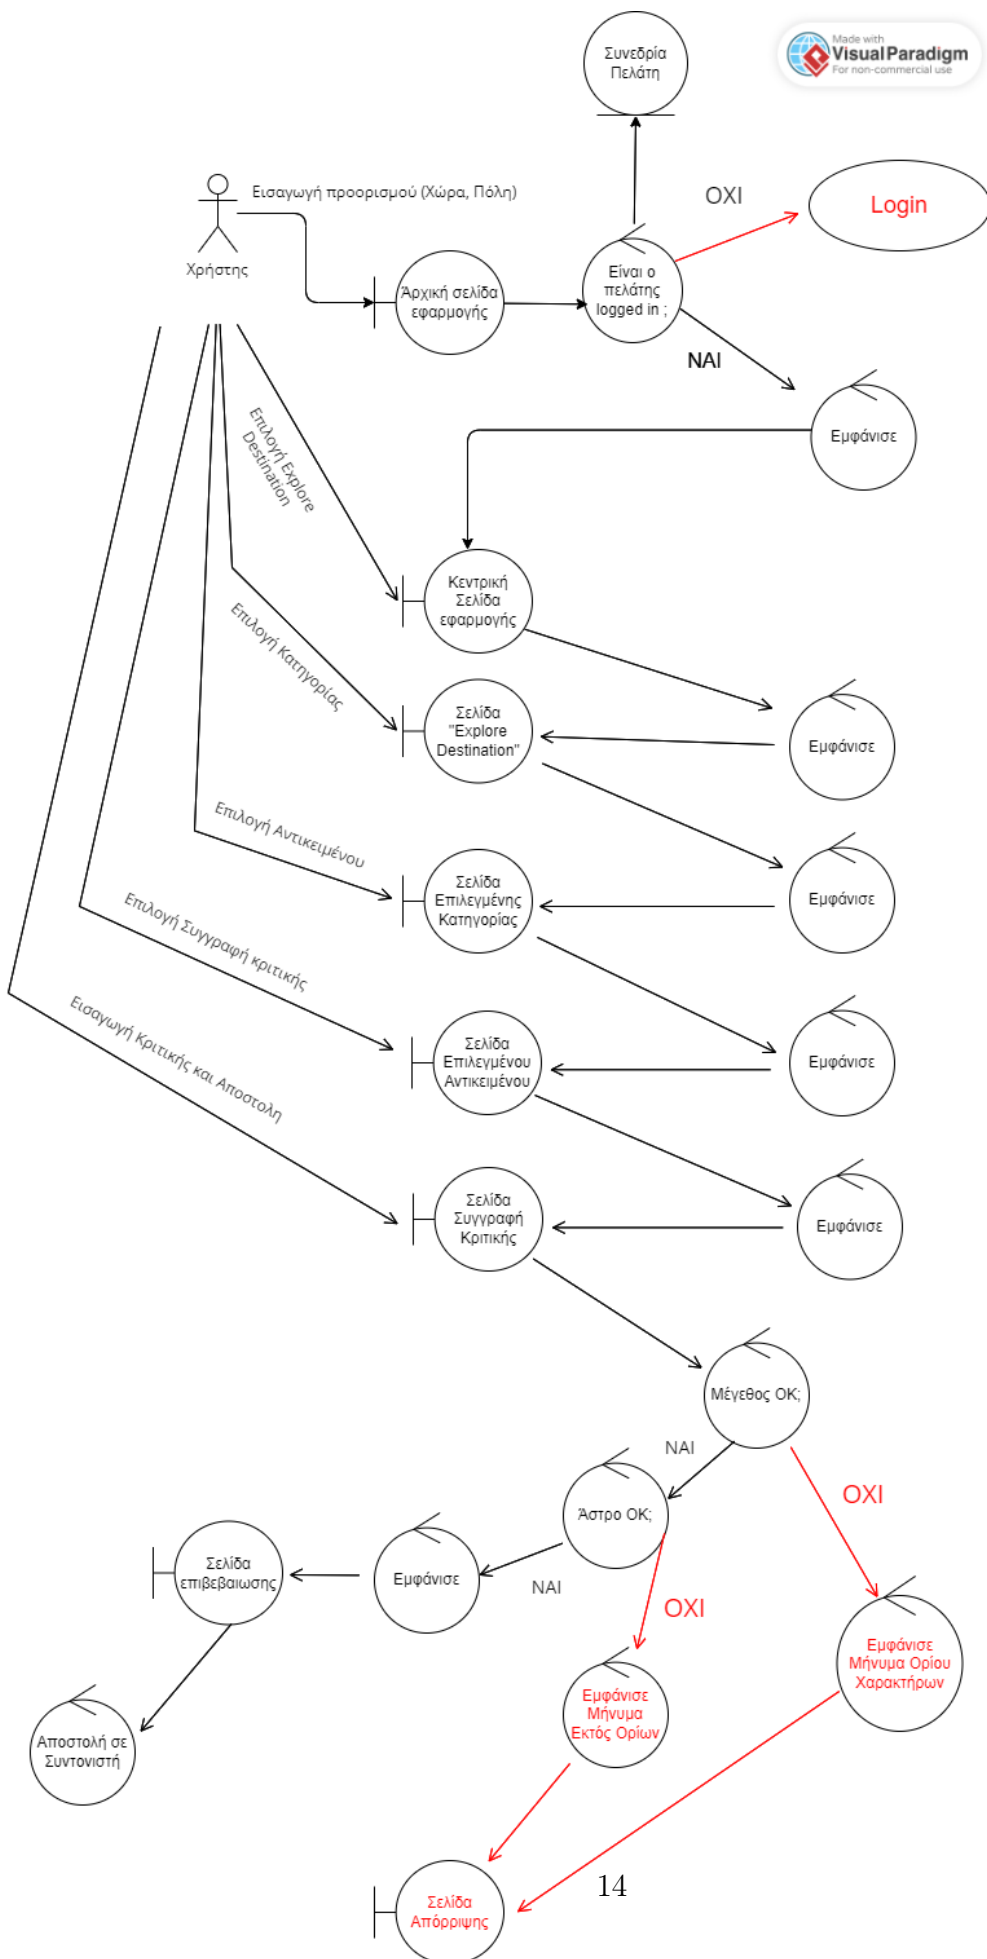 Made with
Visual Paradigm
For non-commercial use
Συνεδρία
Πελάτη
Εισαγωγή προορισμού (Χώρα, Πόλη)
ΟΧΙ
Login
Χρήστης
Άρχική σελίδα
εφαρμογής
Είναι ο
πελάτης
logged in ;
ΝΑΙ
Εμφάνισε
Επιλογή Explore
Destination
Κεντρική
Σελίδα
εφαρμογής
Επιλογή Κατηγορίας
Σελίδα
"Explore
Destination"
Εμφάνισε
Επιλογή Αντικειμένου
Σελίδα
Επιλεγμένης
Κατηγορίας
Εμφάνισε
Επιλογή Συγγραφή κριτικής
Εισαγωγή Κριτικής και Αποστολη
Σελίδα
Επιλεγμένου
Αντικειμένου
Εμφάνισε
Σελίδα
Συγγραφή
Κριτικής
Εμφάνισε
Μέγεθος ΟΚ;
ΝΑΙ
ΟΧΙ
Άστρο ΟΚ;
Σελίδα
επιβεβαιωσης
Εμφάνισε
ΝΑΙ
ΟΧΙ
Εμφάνισε
Μήνυμα Ορίου
Χαρακτήρων
Εμφάνισε
Μήνυμα
Εκτός Ορίων
Αποστολή σε
Συντονιστή
14
Σελίδα
Απόρριψης